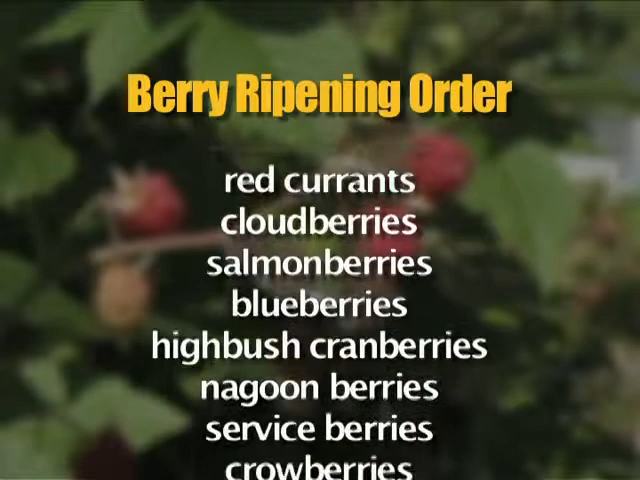 Berry Ripening Order
red currants
cloudberries
salmonberries
blueberries
highbush cranberries
nagoon berries
service berries
crowberries